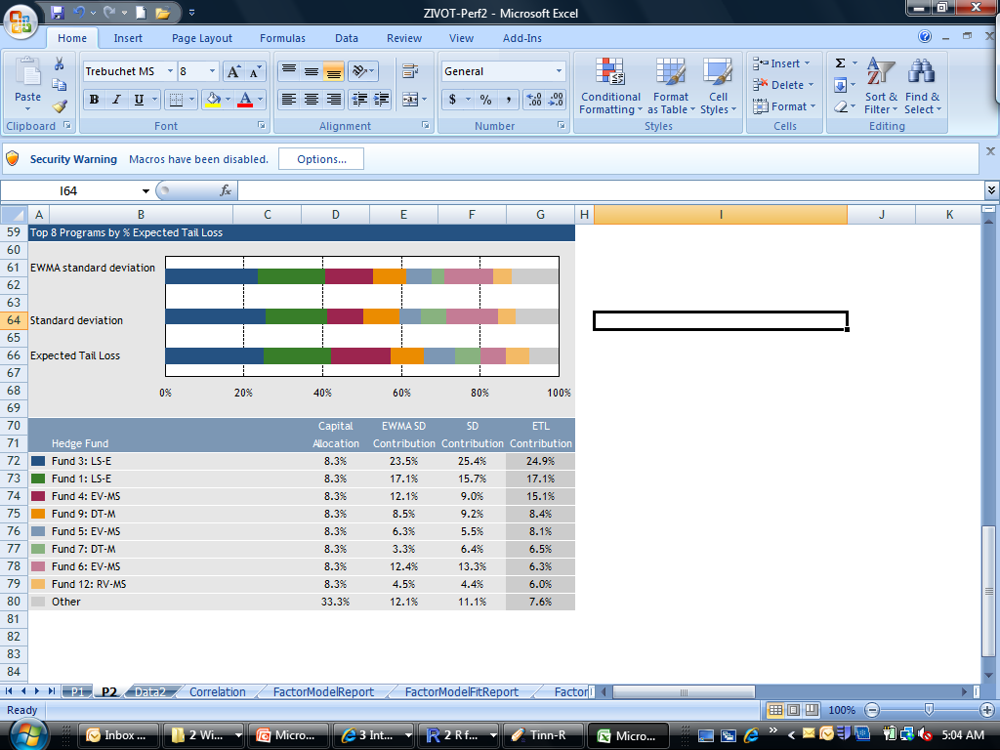 ZIVOT-Perf2 - Microsoft Excel
Home Insert Page Layout Formulas Data Review View Add-Ins
Paste
Clipboard
Trebuchet MS 8
B I U
Font
Alignment
General
$ % ,
Number
Conditional Formatting
Format as Table
Cell Styles
Styles
Insert
Delete
Format
Cells
Σ
Sort & Filter
Find & Select
Editing
Security Warning Macros have been disabled. Options...
I64 fx
A B C D E F G H I J K
59 Top 8 Programs by % Expected Tail Loss
60
61 EWMA standard deviation
62
63
64 Standard deviation
65
66 Expected Tail Loss
67
68 0% 20% 40% 60% 80% 100%
69
70 Capital EWMA SD SD ETL
71 Hedge Fund Allocation Contribution Contribution Contribution
72 Fund 3: LS-E 8.3% 23.5% 25.4% 24.9%
73 Fund 1: LS-E 8.3% 17.1% 15.7% 17.1%
74 Fund 4: EV-MS 8.3% 12.1% 9.0% 15.1%
75 Fund 9: DT-M 8.3% 8.5% 9.2% 8.4%
76 Fund 5: EV-MS 8.3% 6.3% 5.5% 8.1%
77 Fund 7: DT-M 8.3% 3.3% 6.4% 6.5%
78 Fund 6: EV-MS 8.3% 12.4% 13.3% 6.3%
79 Fund 12: RV-MS 8.3% 4.5% 4.4% 6.0%
80 Other 33.3% 12.1% 11.1% 7.6%
81
82
83
84
P1 P2 Data2 Correlation FactorModelReport FactorModelFitReport Factor
Ready 100%
Inbox ... 2 Wi... Micro... 3 Int... 2 R f... Tinn-R Micro... 5:04 AM